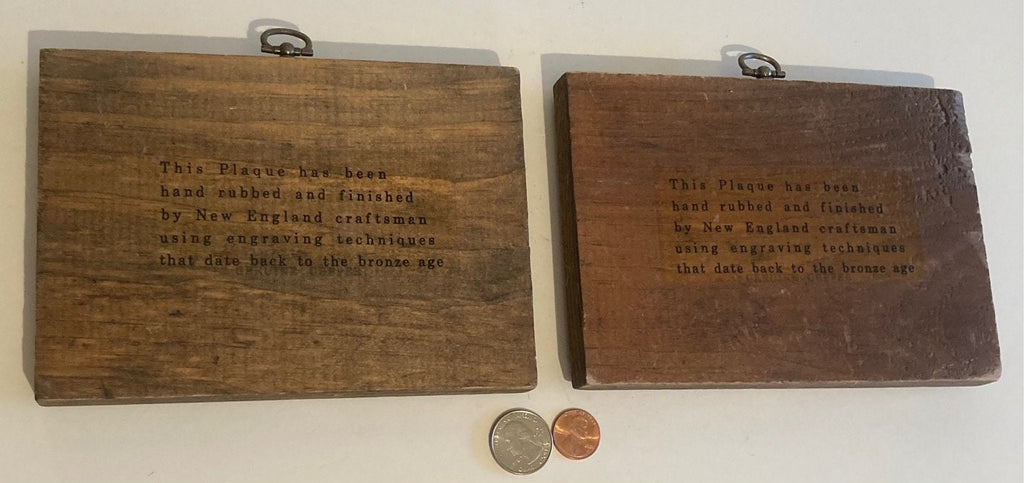 This Plaque has been
hand rubbed and finished
by New England craftsman
using engraving techniques
that date back to the bronze age
This Plaque has been
hand rubbed and finished
by New England craftsman
using engraving techniques
that date back to the bronze age